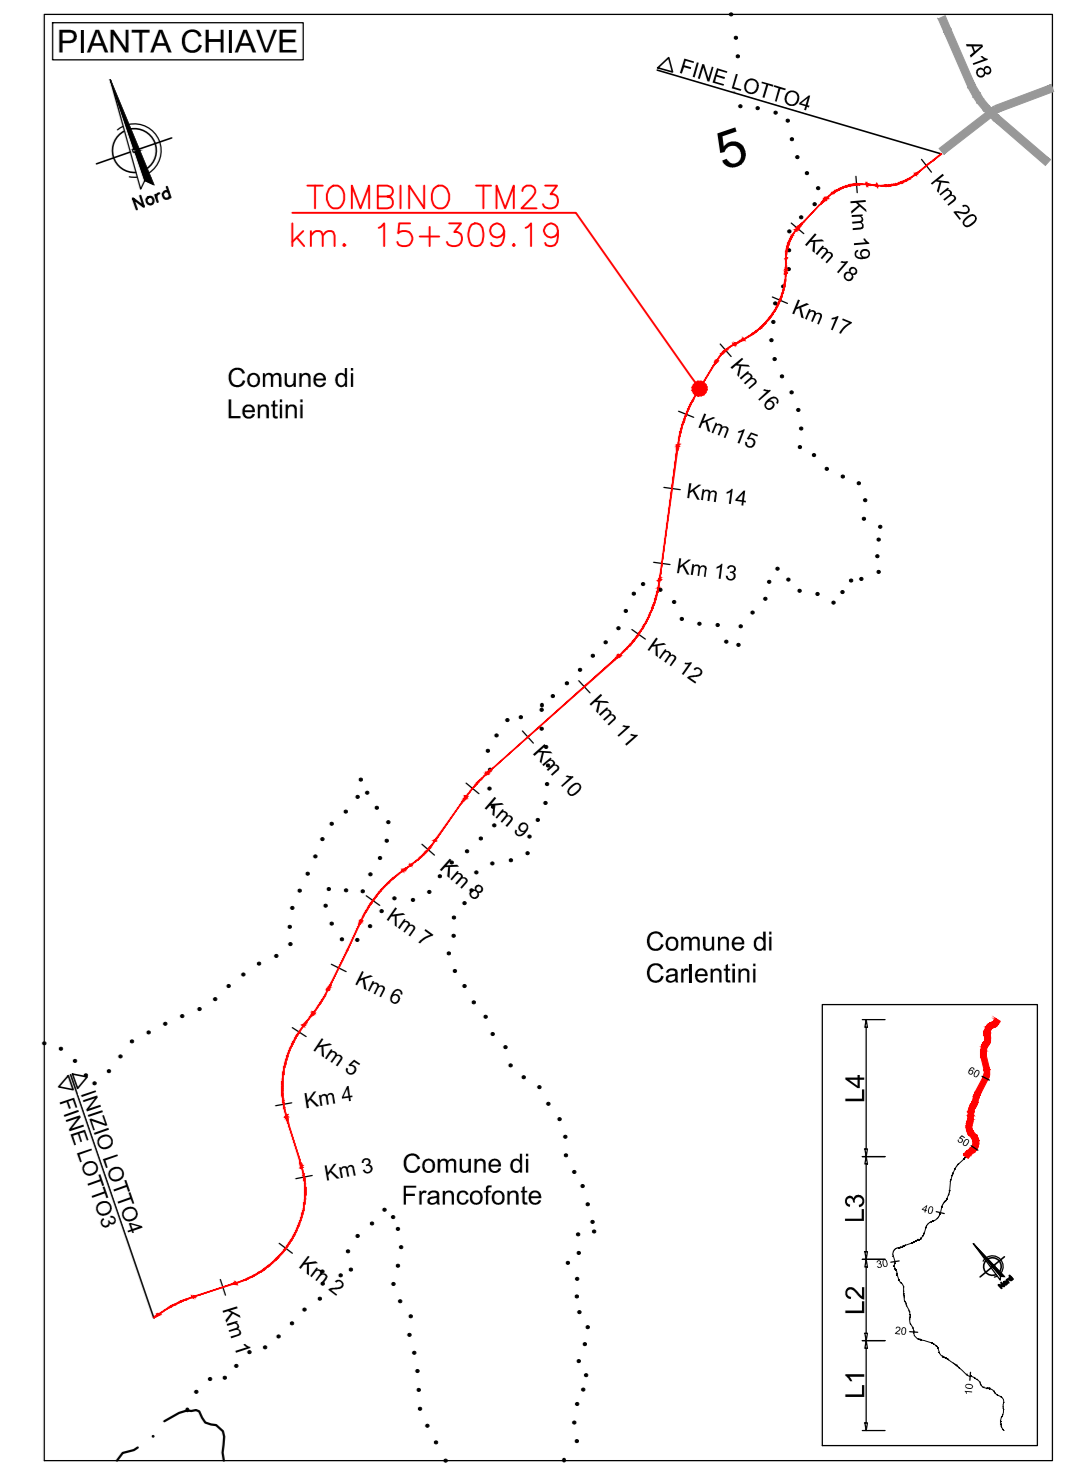 PIANTA CHIAVE
Nord
FINE LOTTO4
A18
5
TOMBINO TM23
km. 15+309.19
Km 20
Km 19
Km 18
Km 17
Km 16
Km 15
Km 14
Km 13
Km 12
Km 11
Km 10
Km 9
Km 8
Km 7
Km 6
Km 5
Km 4
Km 3
Km 2
Km 1
Comune di
Lentini
Comune di
Carlentini
Comune di
Francofonte
INIZIO LOTTO4
FINE LOTTO3
L4
L3
L2
L1
60
50
40
30
20
10